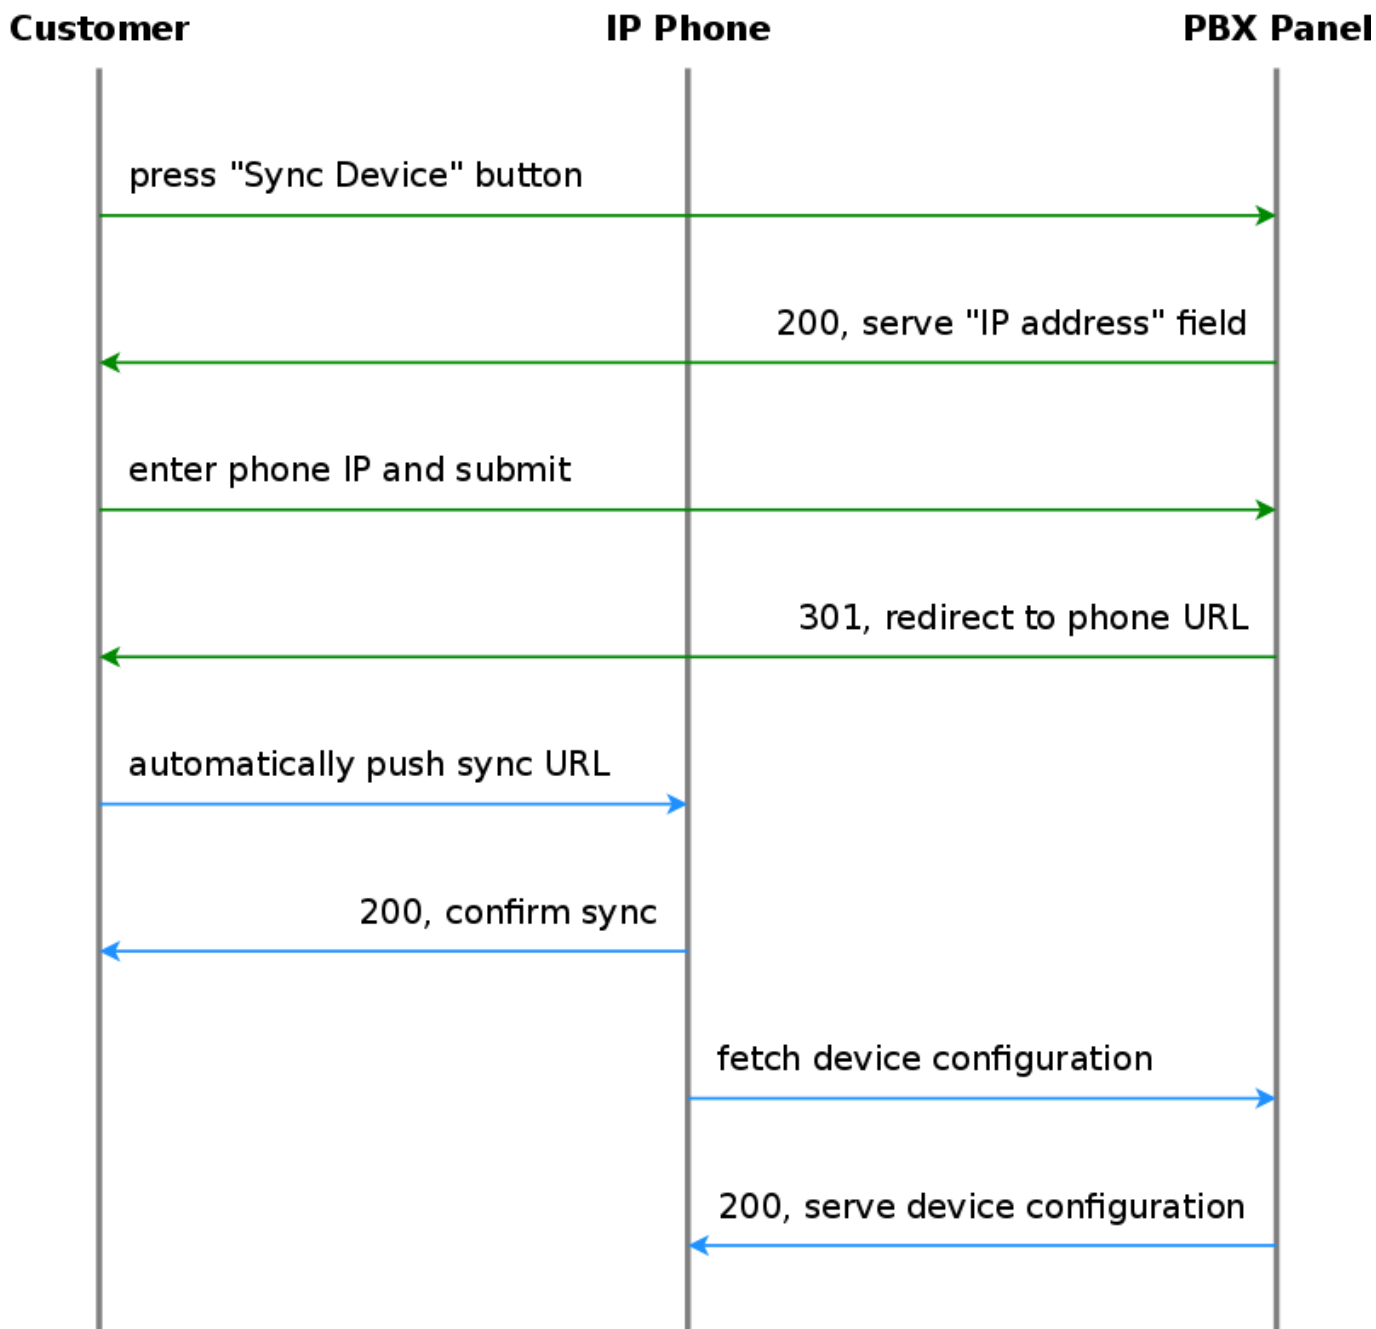 Customer IP Phone PBX Panel
press "Sync Device" button
200, serve "IP address" field
enter phone IP and submit
301, redirect to phone URL
automatically push sync URL
200, confirm sync
fetch device configuration
200, serve device configuration